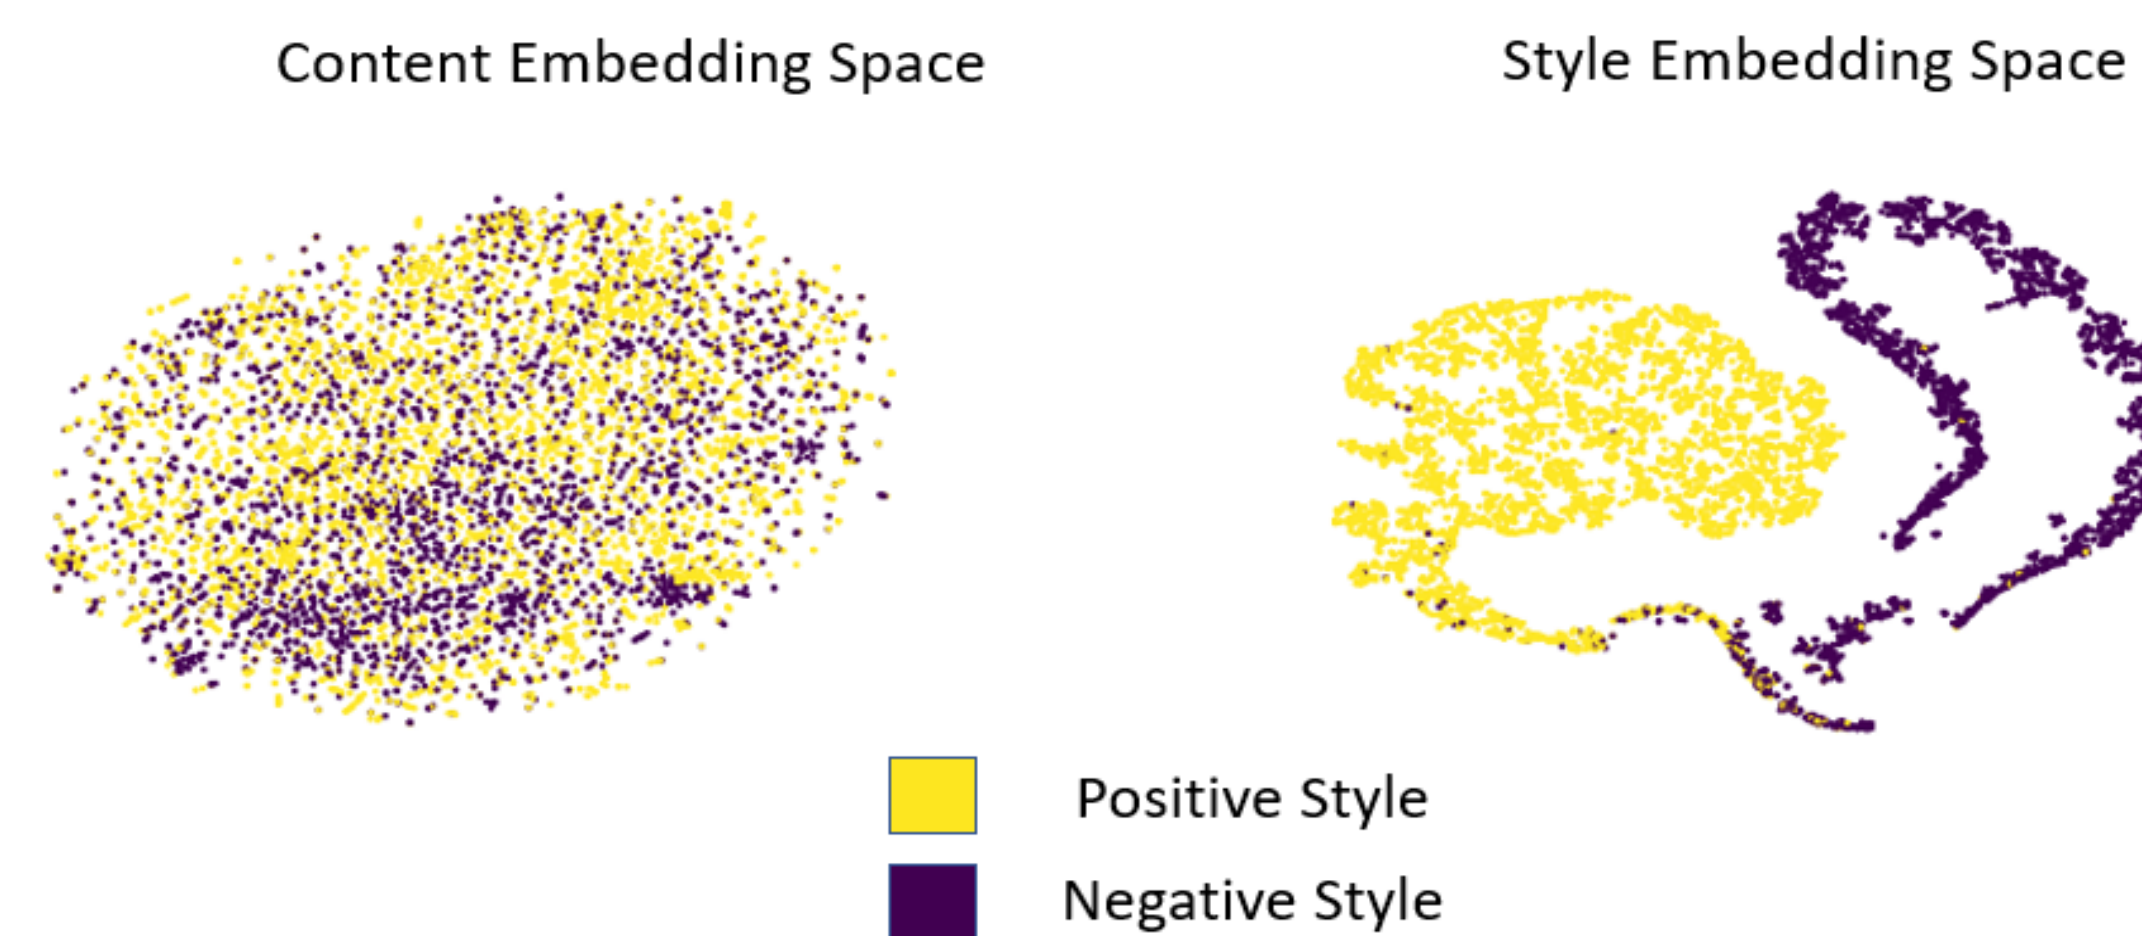 Content Embedding Space
Style Embedding Space
Positive Style
Negative Style